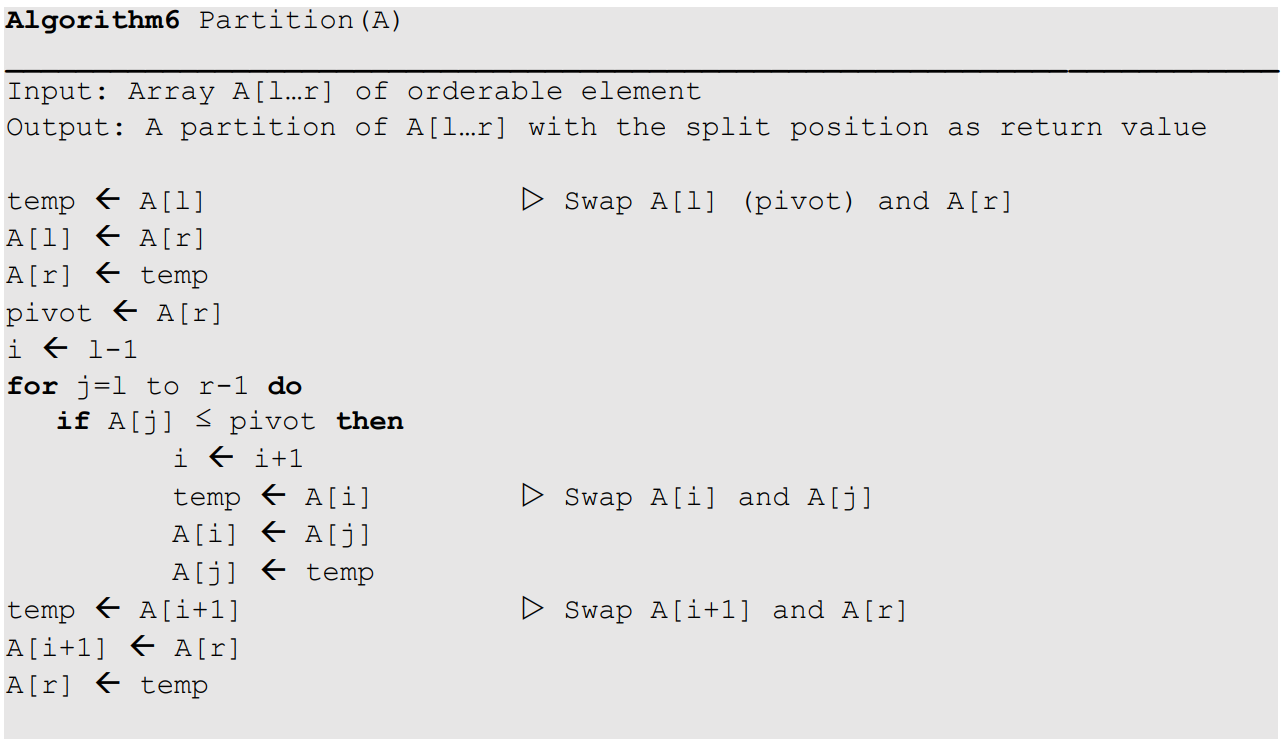 Algorithm6 Partition(A)
Input: Array A[l…r] of orderable element
Output: A partition of A[l…r] with the split position as return value
temp ← A[l] ▷ Swap A[l] (pivot) and A[r]
A[l] ← A[r]
A[r] ← temp
pivot ← A[r]
i ← l-1
for j=l to r-1 do
if A[j] ≤ pivot then
i ← i+1
temp ← A[i] ▷ Swap A[i] and A[j]
A[i] ← A[j]
A[j] ← temp
temp ← A[i+1] ▷ Swap A[i+1] and A[r]
A[i+1] ← A[r]
A[r] ← temp